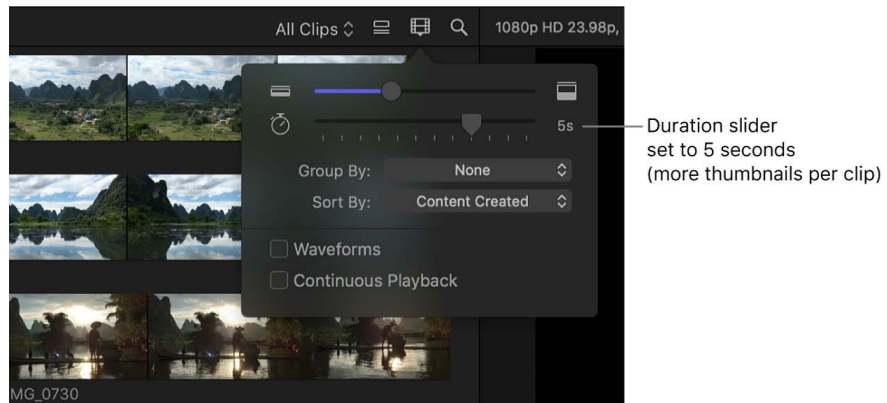 All Clips
1080p HD 23.98p,
5s
Duration slider
set to 5 seconds
(more thumbnails per clip)
Group By: None
Sort By: Content Created
Waveforms
Continuous Playback
MG_0730